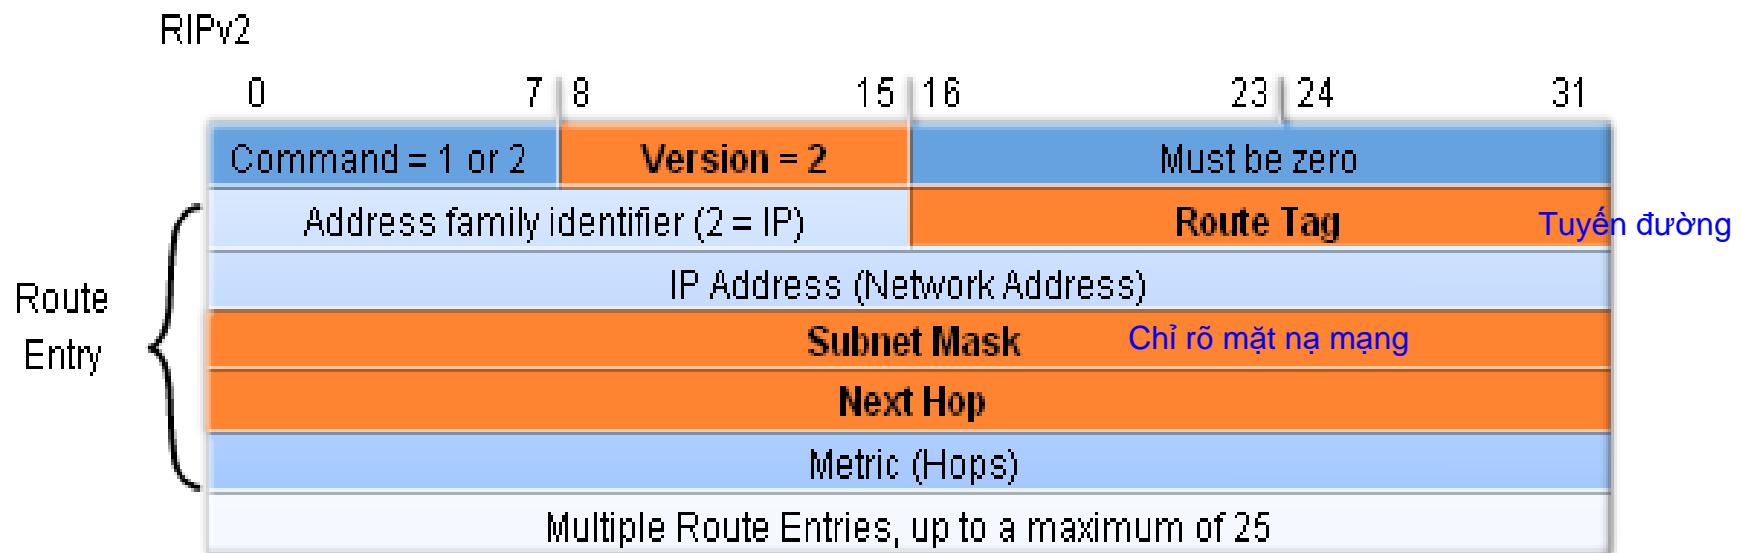 RIPv2
0 7 8 15 16 23 24 31
Command = 1 or 2 Version = 2 Must be zero
Address family identifier (2 = IP) Route Tag Tuyến đường
IP Address (Network Address)
Route
Entry
Subnet Mask Chỉ rõ mặt nạ mạng
Next Hop
Metric (Hops)
Multiple Route Entries, up to a maximum of 25